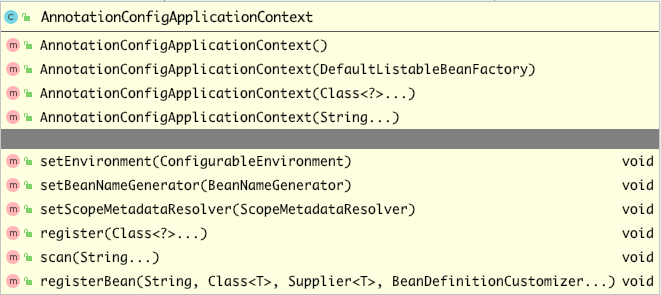 C AnnotationConfigApplicationContext
m AnnotationConfigApplicationContext()
m AnnotationConfigApplicationContext(DefaultListableBeanFactory)
m AnnotationConfigApplicationContext(Class<?>...)
m AnnotationConfigApplicationContext(String...)
m setEnvironment(ConfigurableEnvironment) void
m setBeanNameGenerator(BeanNameGenerator) void
m setScopeMetadataResolver(ScopeMetadataResolver) void
m register(Class<?>...) void
m scan(String...) void
m registerBean(String, Class<T>, Supplier<T>, BeanDefinitionCustomizer...) void